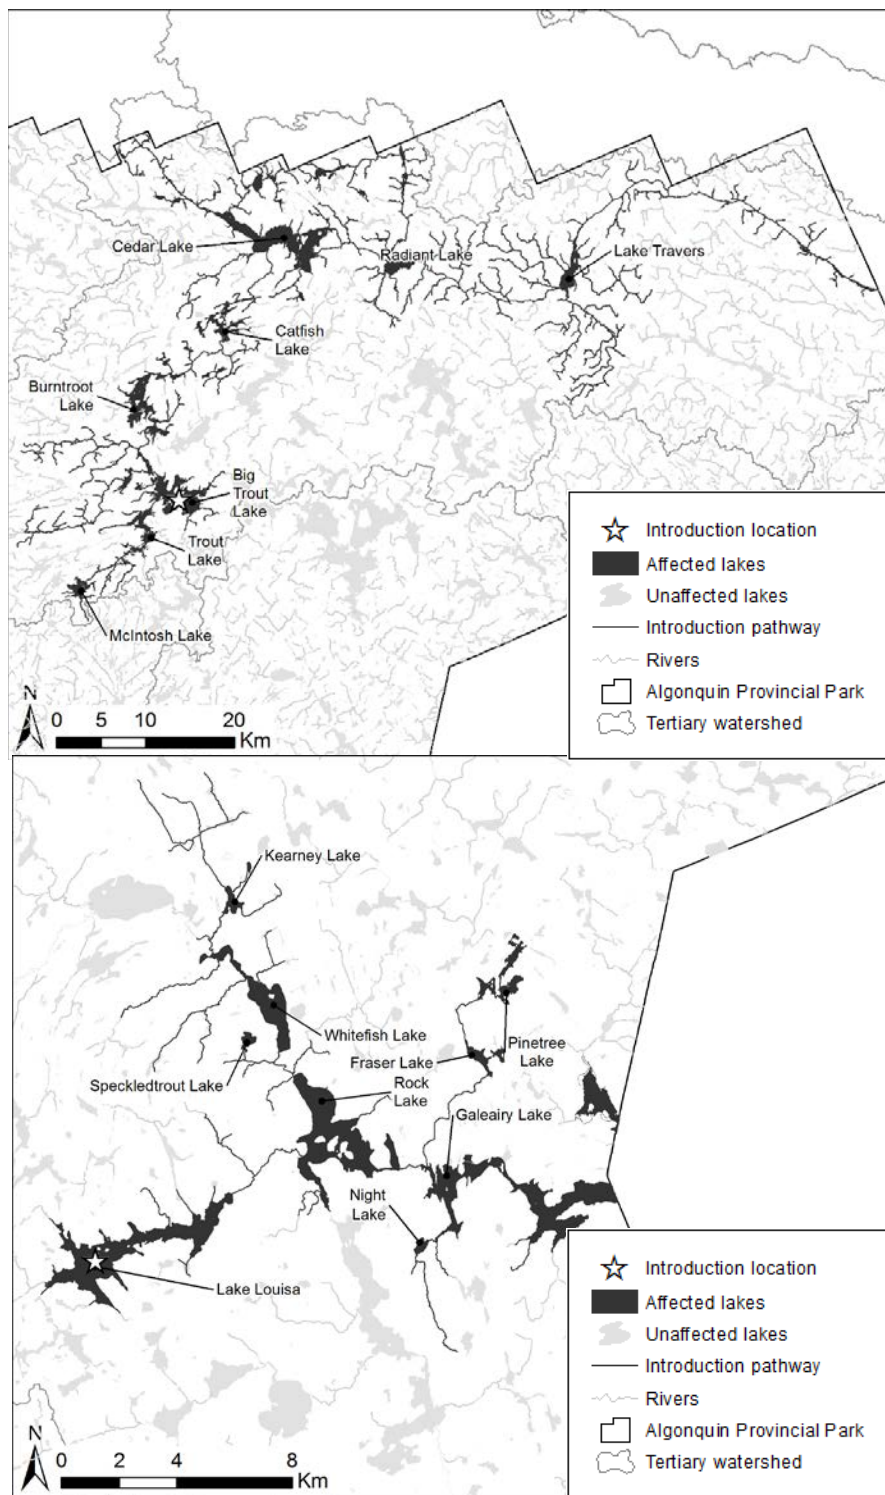 Cedar Lake
Radiant Lake
Lake Travers
Catfish
Lake
Burntroot
Lake
Big
Trout
Lake
Trout
Lake
McIntosh Lake
N
0 5 10 20
Km
Introduction location
Affected lakes
Unaffected lakes
Introduction pathway
Rivers
Algonquin Provincial Park
Tertiary watershed
Kearney Lake
Whitefish Lake
Pinetree
Lake
Fraser Lake
Speckledtrout Lake
Rock
Lake
Galeairy Lake
Night
Lake
Lake Louisa
N
0 2 4 8
Km
Introduction location
Affected lakes
Unaffected lakes
Introduction pathway
Rivers
Algonquin Provincial Park
Tertiary watershed